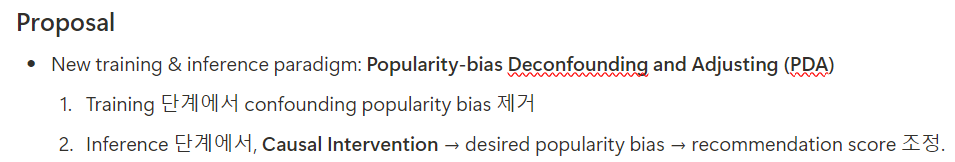 Proposal
• New training & inference paradigm: Popularity-bias Deconfounding and Adjusting (PDA)
1. Training 단계에서 confounding popularity bias 제거
2. Inference 단계에서, Causal Intervention → desired popularity bias → recommendation score 조정.